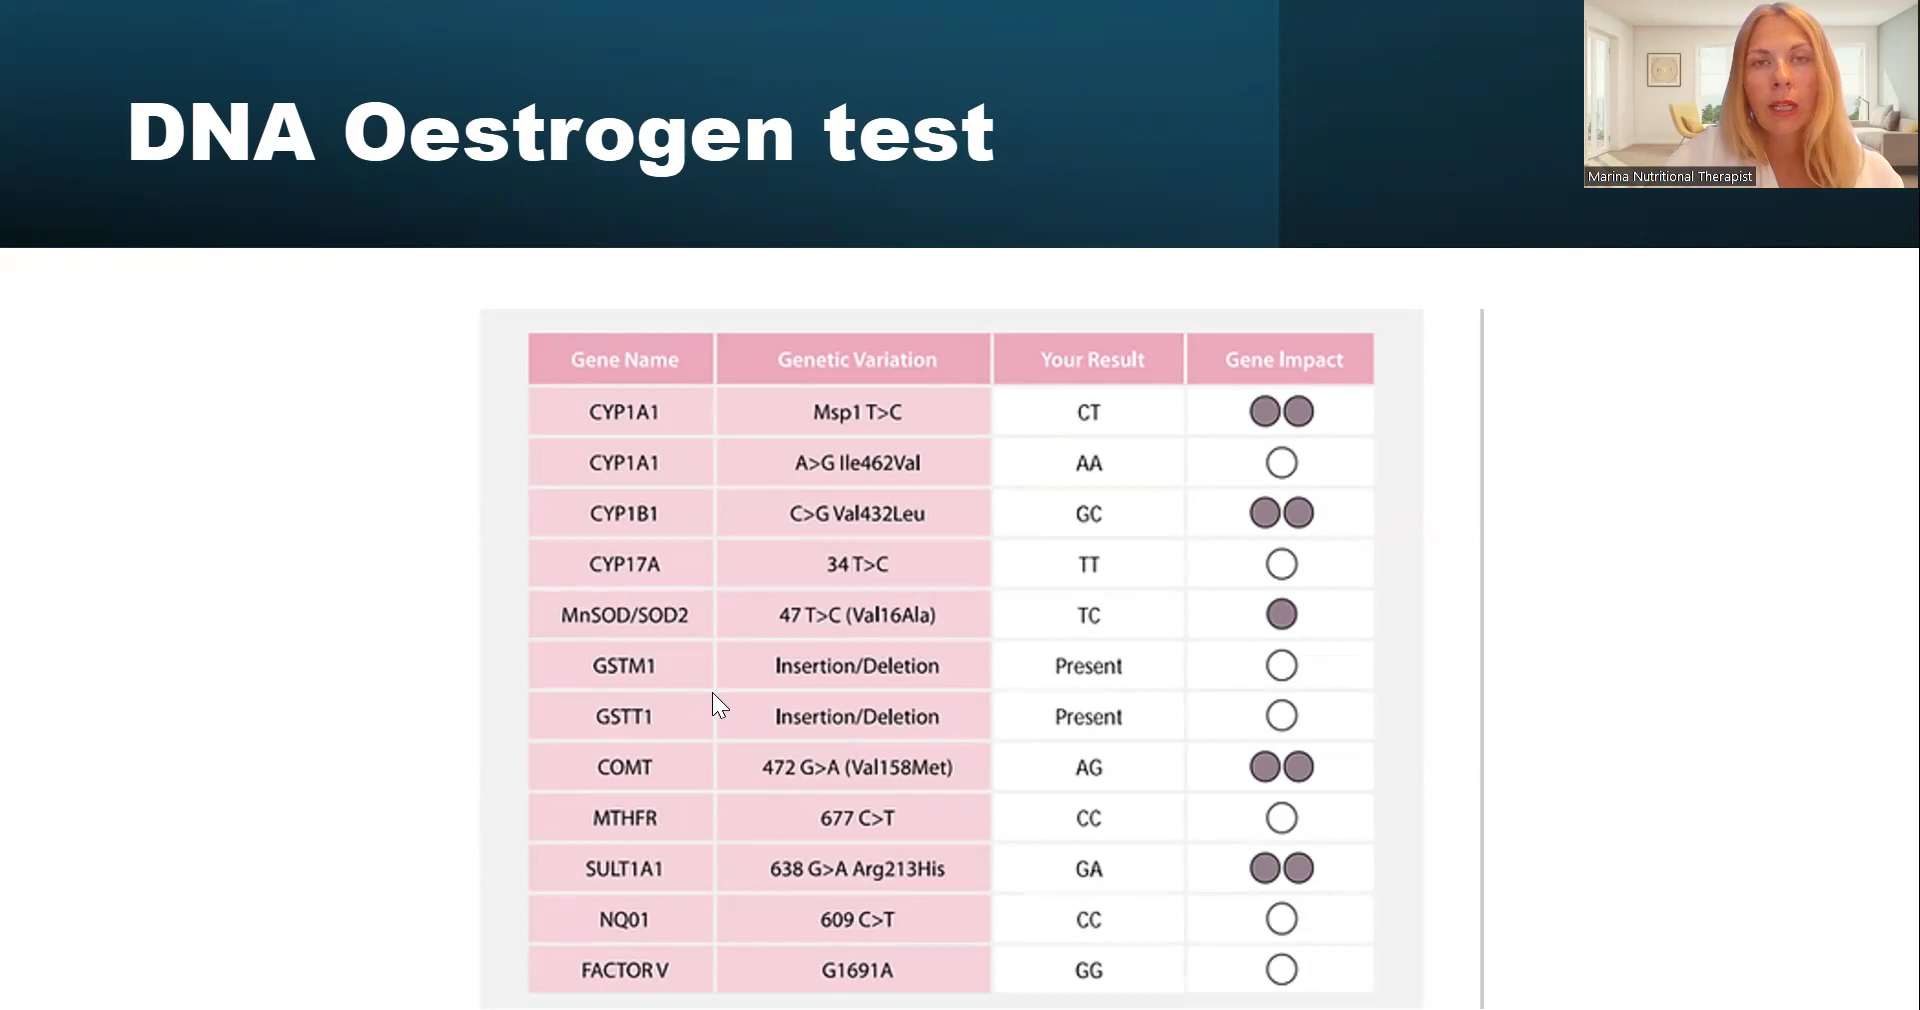 DNA Oestrogen test
Marina Nutritional Therapist
Gene Name Genetic Variation Your Result Gene Impact
CYP1A1 Msp1 T>C CT
CYP1A1 A>G Ile462Val AA
CYP1B1 C>G Val432Leu GC
CYP17A 34 T>C TT
MnSOD/SOD2 47 T>C (Val16Ala) TC
GSTM1 Insertion/Deletion Present
GSTT1 Insertion/Deletion Present
COMT 472 G>A (Val158Met) AG
MTHFR 677 C>T CC
SULT1A1 638 G>A Arg213His GA
NQ01 609 C>T CC
FACTOR V G1691A GG